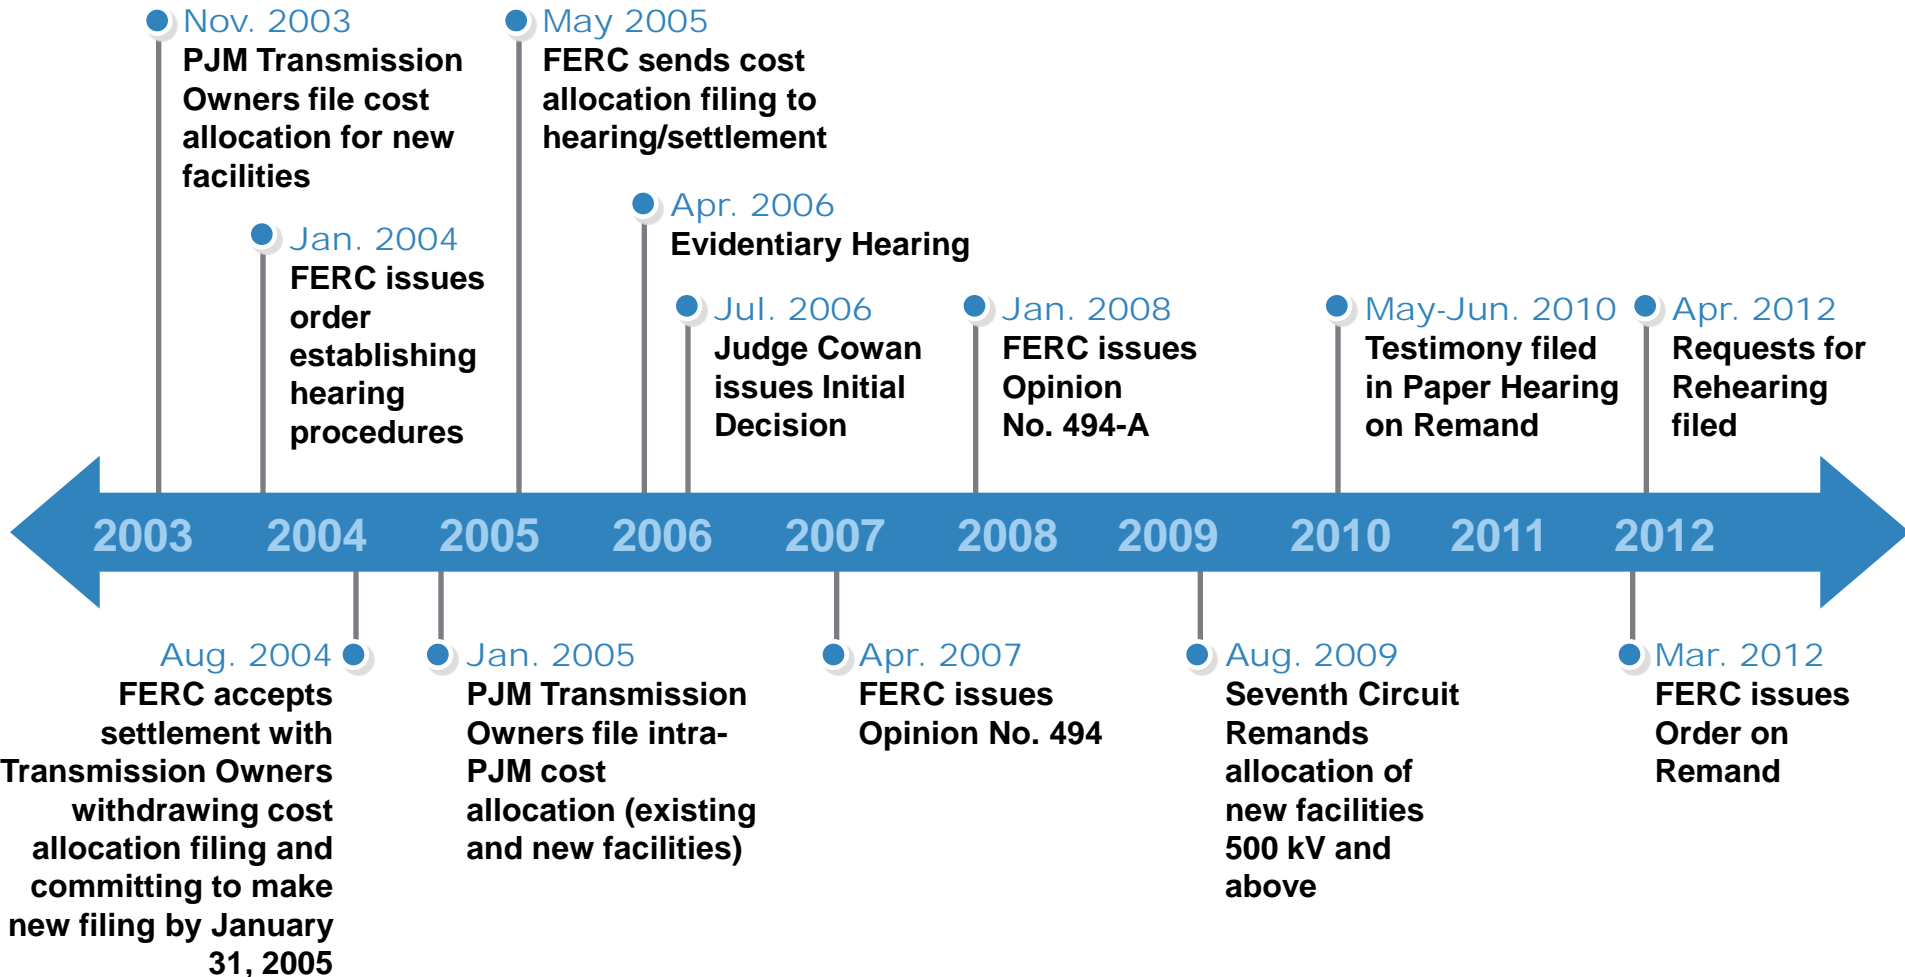 Nov. 2003
PJM Transmission
Owners file cost
allocation for new
facilities
Jan. 2004
FERC issues
order
establishing
hearing
procedures
May 2005
FERC sends cost
allocation filing to
hearing/settlement
Apr. 2006
Evidentiary Hearing
Jul. 2006
Judge Cowan
issues Initial
Decision
Jan. 2008
FERC issues
Opinion
No. 494-A
May-Jun. 2010
Testimony filed
in Paper Hearing
on Remand
Apr. 2012
Requests for
Rehearing
filed
2003 2004 2005 2006 2007 2008 2009 2010 2011 2012
Aug. 2004
FERC accepts
settlement with
Transmission Owners
withdrawing cost
allocation filing and
committing to make
new filing by January
31, 2005
Jan. 2005
PJM Transmission
Owners file intra-
PJM cost
allocation (existing
and new facilities)
Apr. 2007
FERC issues
Opinion No. 494
Aug. 2009
Seventh Circuit
Remands
allocation of
new facilities
500 kV and
above
Mar. 2012
FERC issues
Order on
Remand